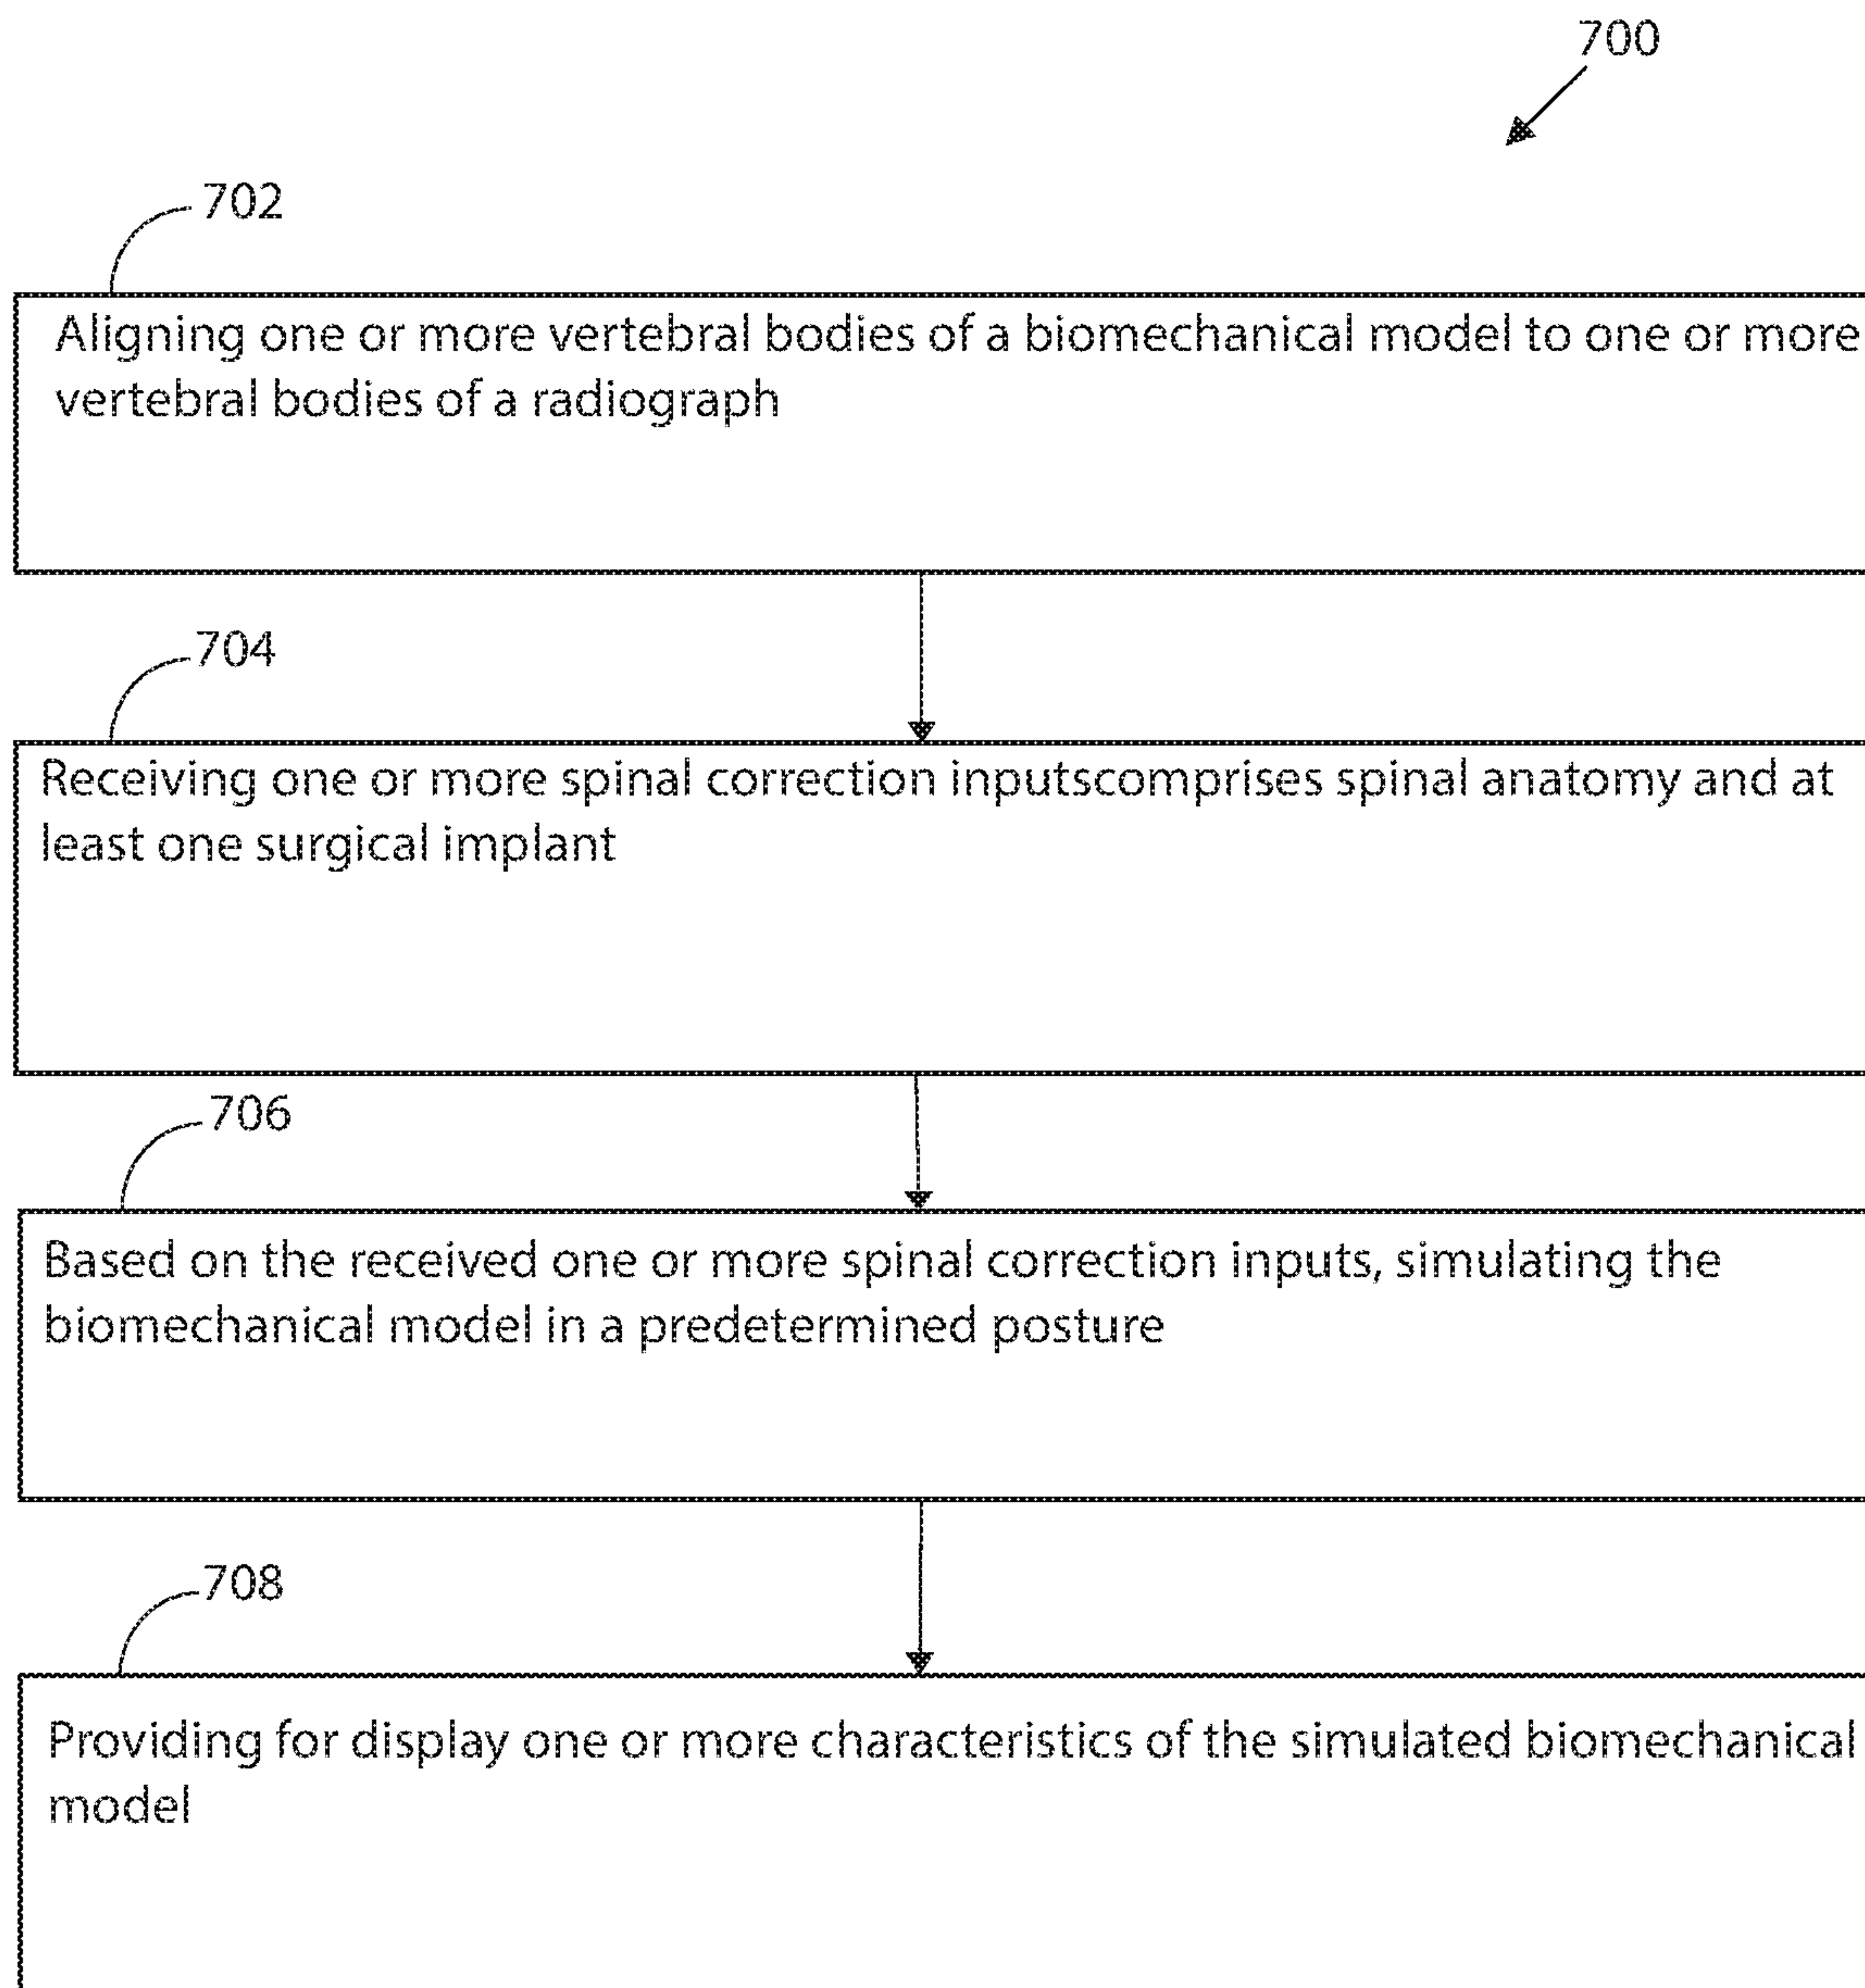 700
702
Aligning one or more vertebral bodies of a biomechanical model to one or more
vertebral bodies of a radiograph
704
Receiving one or more spinal correction inputscomprises spinal anatomy and at
least one surgical implant
706
Based on the received one or more spinal correction inputs, simulating the
biomechanical model in a predetermined posture
708
Providing for display one or more characteristics of the simulated biomechanical
model